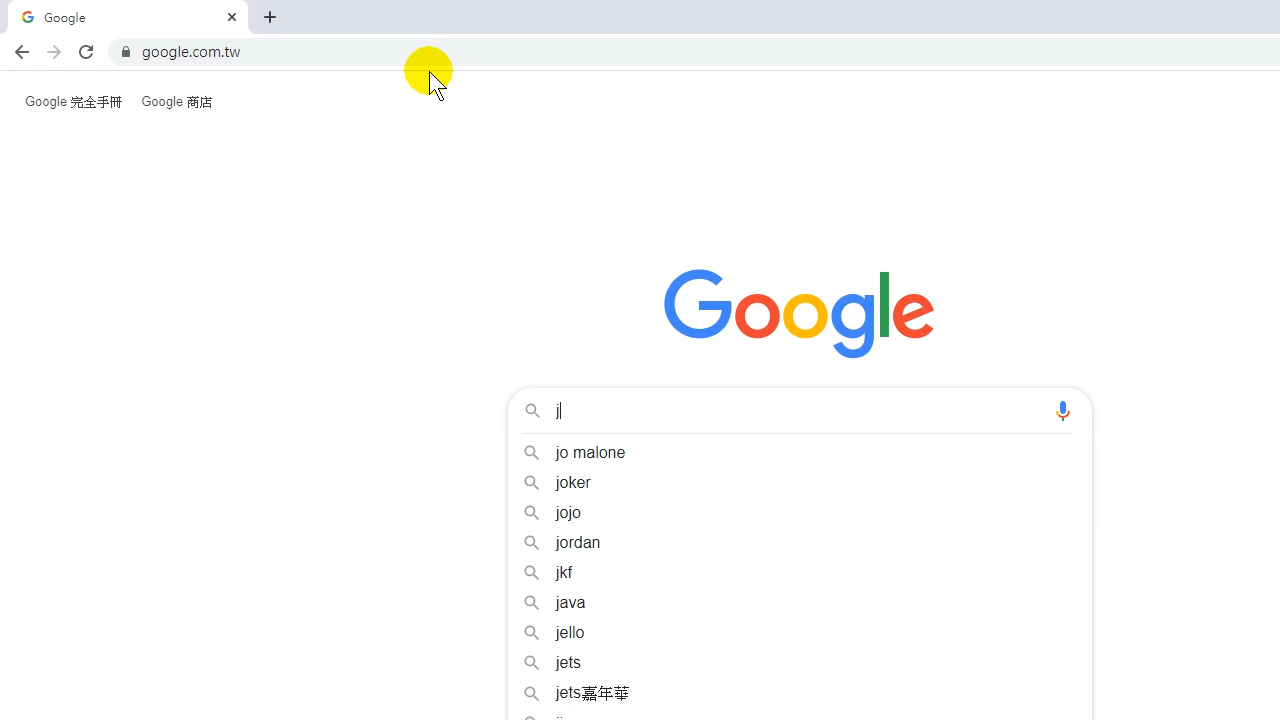 Google
google.com.tw
Google 完全手冊 Google 商店
Google
j
jo malone
joker
jojo
jordan
jkf
java
jello
jets
jets嘉年華